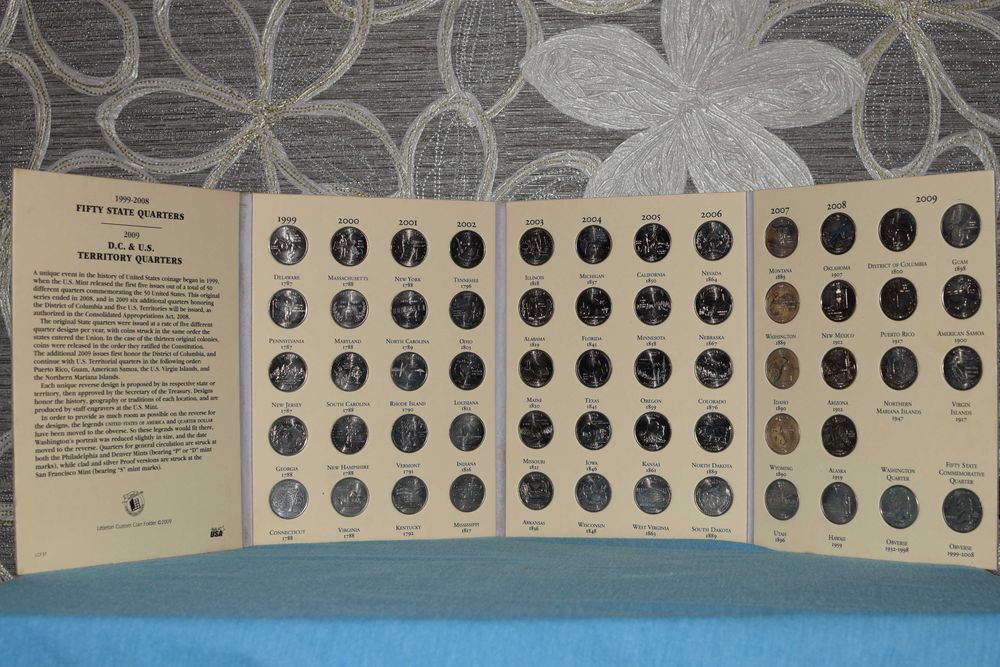 1999-2008
FIFTY STATE QUARTERS
2009
D.C. & U.S.
TERRITORY QUARTERS
A unique event in the history of United States coinage began in 1999,
when the U.S. Mint released the first five issues out of a total of 50
different quarters commemorating the 50 United States. This original
series ended in 2008, and in 2009 six additional quarters honoring
the District of Columbia and five U.S. Territories will be issued, as
authorized in the Consolidated Appropriations Act, 2008.
The original State quarters were issued at a rate of five different
quarter designs per year, with coins struck in the same order the
states entered the Union. In the case of the thirteen original colonies,
coins were released in the order they ratified the Constitution.
The additional 2009 issues first honor the District of Columbia, and
continue with U.S. Territorial quarters in the following order:
Puerto Rico, Guam, American Samoa, the U.S. Virgin Islands, and
the Northern Mariana Islands.
Each unique reverse design is proposed by its respective state or
territory, then approved by the Secretary of the Treasury. Designs
honor the history, geography or traditions of each location, and are
produced by staff engravers at the U.S. Mint.
In order to provide as much room as possible on the reverse for
the designs, the legends UNITED STATES OF AMERICA and QUARTER DOLLAR
have been moved to the obverse. So these legends would fit there,
Washington's portrait was reduced slightly in size, and the date
moved to the reverse. Quarters for general circulation are struck at
both the Philadelphia and Denver Mints (bearing "P" or "D" mint
marks), while clad and silver Proof versions are struck at the
San Francisco Mint (bearing "S" mint marks).
Littleton Custom Coin Folder ©2009
USA
1999 2000 2001 2002
DELAWARE MASSACHUSETTS NEW YORK TENNESSEE
1787 1788 1788 1796
PENNSYLVANIA MARYLAND NORTH CAROLINA OHIO
1787 1788 1789 1803
NEW JERSEY SOUTH CAROLINA RHODE ISLAND LOUISIANA
1787 1788 1790 1812
GEORGIA NEW HAMPSHIRE VERMONT INDIANA
1788 1788 1791 1816
CONNECTICUT VIRGINIA KENTUCKY MISSISSIPPI
1788 1788 1792 1817
2003 2004 2005 2006
ILLINOIS MICHIGAN CALIFORNIA NEVADA
1818 1837 1850 1864
ALABAMA FLORIDA MINNESOTA NEBRASKA
1819 1845 1858 1867
MAINE TEXAS OREGON COLORADO
1820 1845 1859 1876
MISSOURI IOWA KANSAS NORTH DAKOTA
1821 1846 1861 1889
ARKANSAS WISCONSIN WEST VIRGINIA SOUTH DAKOTA
1836 1848 1863 1889
2007 2008 2009
MONTANA OKLAHOMA DISTRICT OF COLUMBIA GUAM
1889 1907 1800 1898
WASHINGTON NEW MEXICO PUERTO RICO AMERICAN SAMOA
1889 1912 1917 1900
IDAHO ARIZONA NORTHERN MARIANA ISLANDS VIRGIN ISLANDS
1890 1912 1947 1917
WYOMING ALASKA WASHINGTON QUARTER FIFTY STATE COMMEMORATIVE QUARTER
1890 1959
UTAH HAWAII OBVERSE OBVERSE
1896 1959 1932-1998 1999-2008